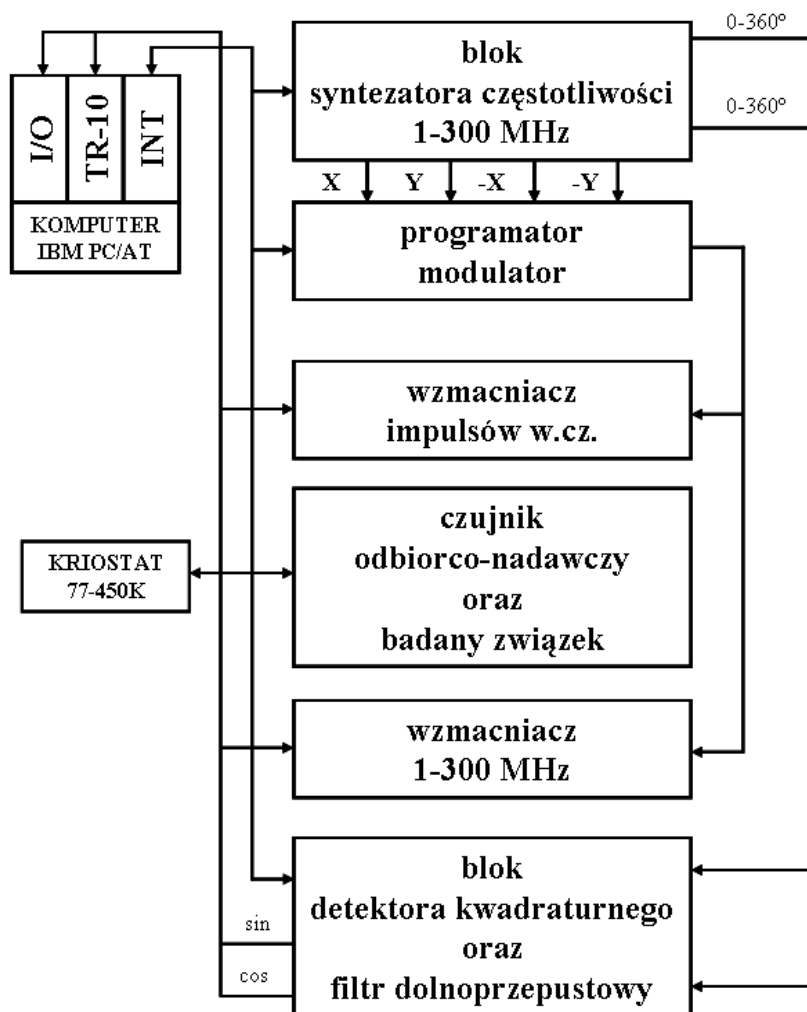 0-360°
blok
syntezatora częstotliwości
1-300 MHz
0-360°
I/O
TR-10
INT
KOMPUTER
IBM PC/AT
X Y -X -Y
programator
modulator
wzmacniacz
impulsów w.cz.
czujnik
odbiorco-nadawczy
oraz
badany związek
KRIOSTAT
77-450K
wzmacniacz
1-300 MHz
blok
detektora kwadraturnego
oraz
filtr dolnoprzepustowy
sin
cos